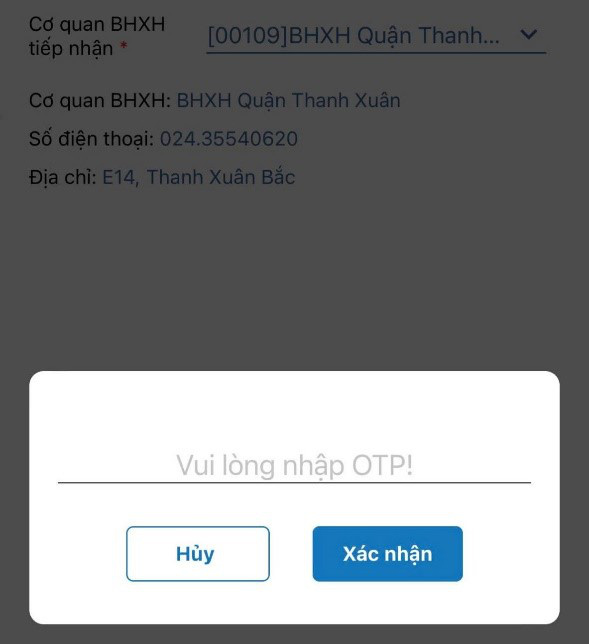 Cơ quan BHXH
tiếp nhận *
[00109]BHXH Quận Thanh...
Cơ quan BHXH: BHXH Quận Thanh Xuân
Số điện thoại: 024.35540620
Địa chỉ: E14, Thanh Xuân Bắc
Vui lòng nhập OTP!
Hủy
Xác nhận